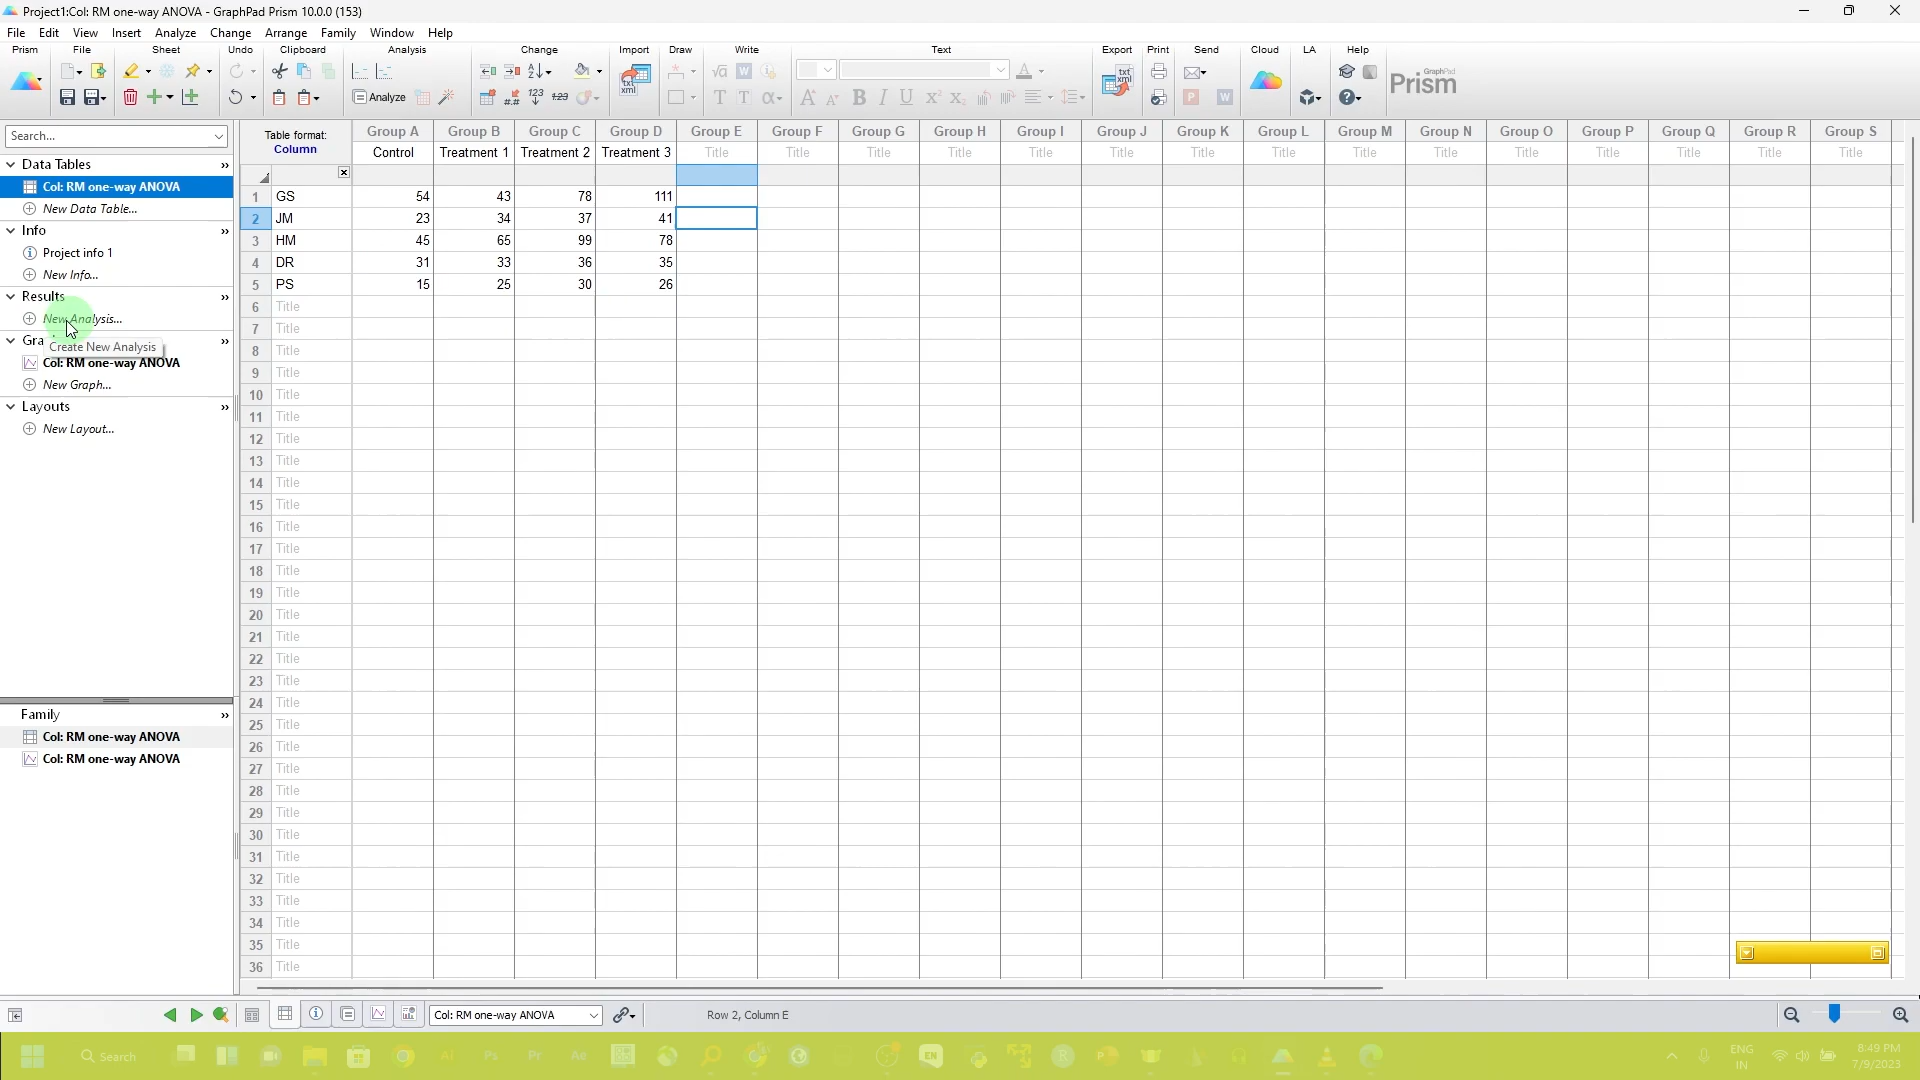 Project1:Col: RM one-way ANOVA - GraphPad Prism 10.0.0 (153)
File Edit View Insert Analyze Change Arrange Family Window Help
Prism File Sheet Undo Clipboard Analysis Change Import Draw Write Text Export Print Send Cloud LA Help
Analyze
GraphPad
Prism
Search...
Data Tables
Col: RM one-way ANOVA
New Data Table...
Info
Project info 1
New Info...
Results
New Analysis...
Gra
Create New Analysis
Col: RM one-way ANOVA
New Graph...
Layouts
New Layout...
Family
Col: RM one-way ANOVA
Col: RM one-way ANOVA
Table format:
Column
Group A Group B Group C Group D Group E Group F Group G Group H Group I Group J Group K Group L Group M Group N Group O Group P Group Q Group R Group S
Control Treatment 1 Treatment 2 Treatment 3 Title Title Title Title Title Title Title Title Title Title Title Title Title Title Title
1 GS 54 43 78 111
2 JM 23 34 37 41
3 HM 45 65 99 78
4 DR 31 33 36 35
5 PS 15 25 30 26
6 Title
7 Title
8 Title
9 Title
10 Title
11 Title
12 Title
13 Title
14 Title
15 Title
16 Title
17 Title
18 Title
19 Title
20 Title
21 Title
22 Title
23 Title
24 Title
25 Title
26 Title
27 Title
28 Title
29 Title
30 Title
31 Title
32 Title
33 Title
34 Title
35 Title
36 Title
Col: RM one-way ANOVA
Row 2, Column E
Search
ENG
IN
8:49 PM
7/9/2023